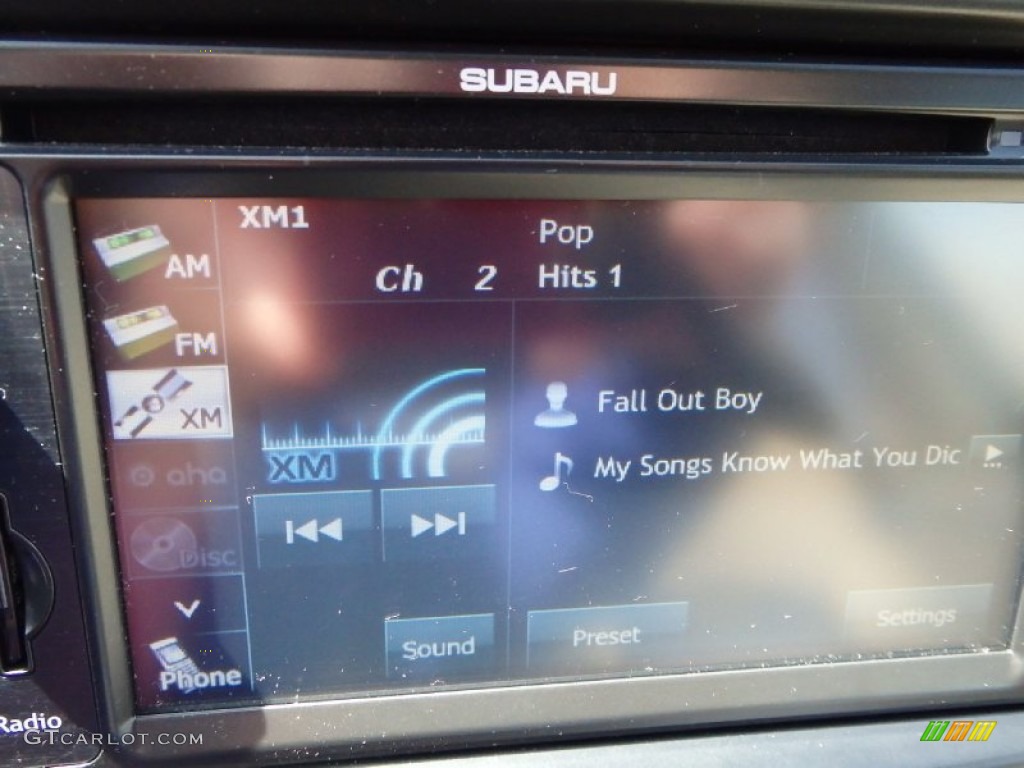 SUBARU
XM1
Pop
Ch 2
Hits 1
AM
FM
XM
aha
DISC
XM
Fall Out Boy
My Songs Know What You Dic
Sound
Preset
Settings
Phone
Radio
GTCARLOT.COM